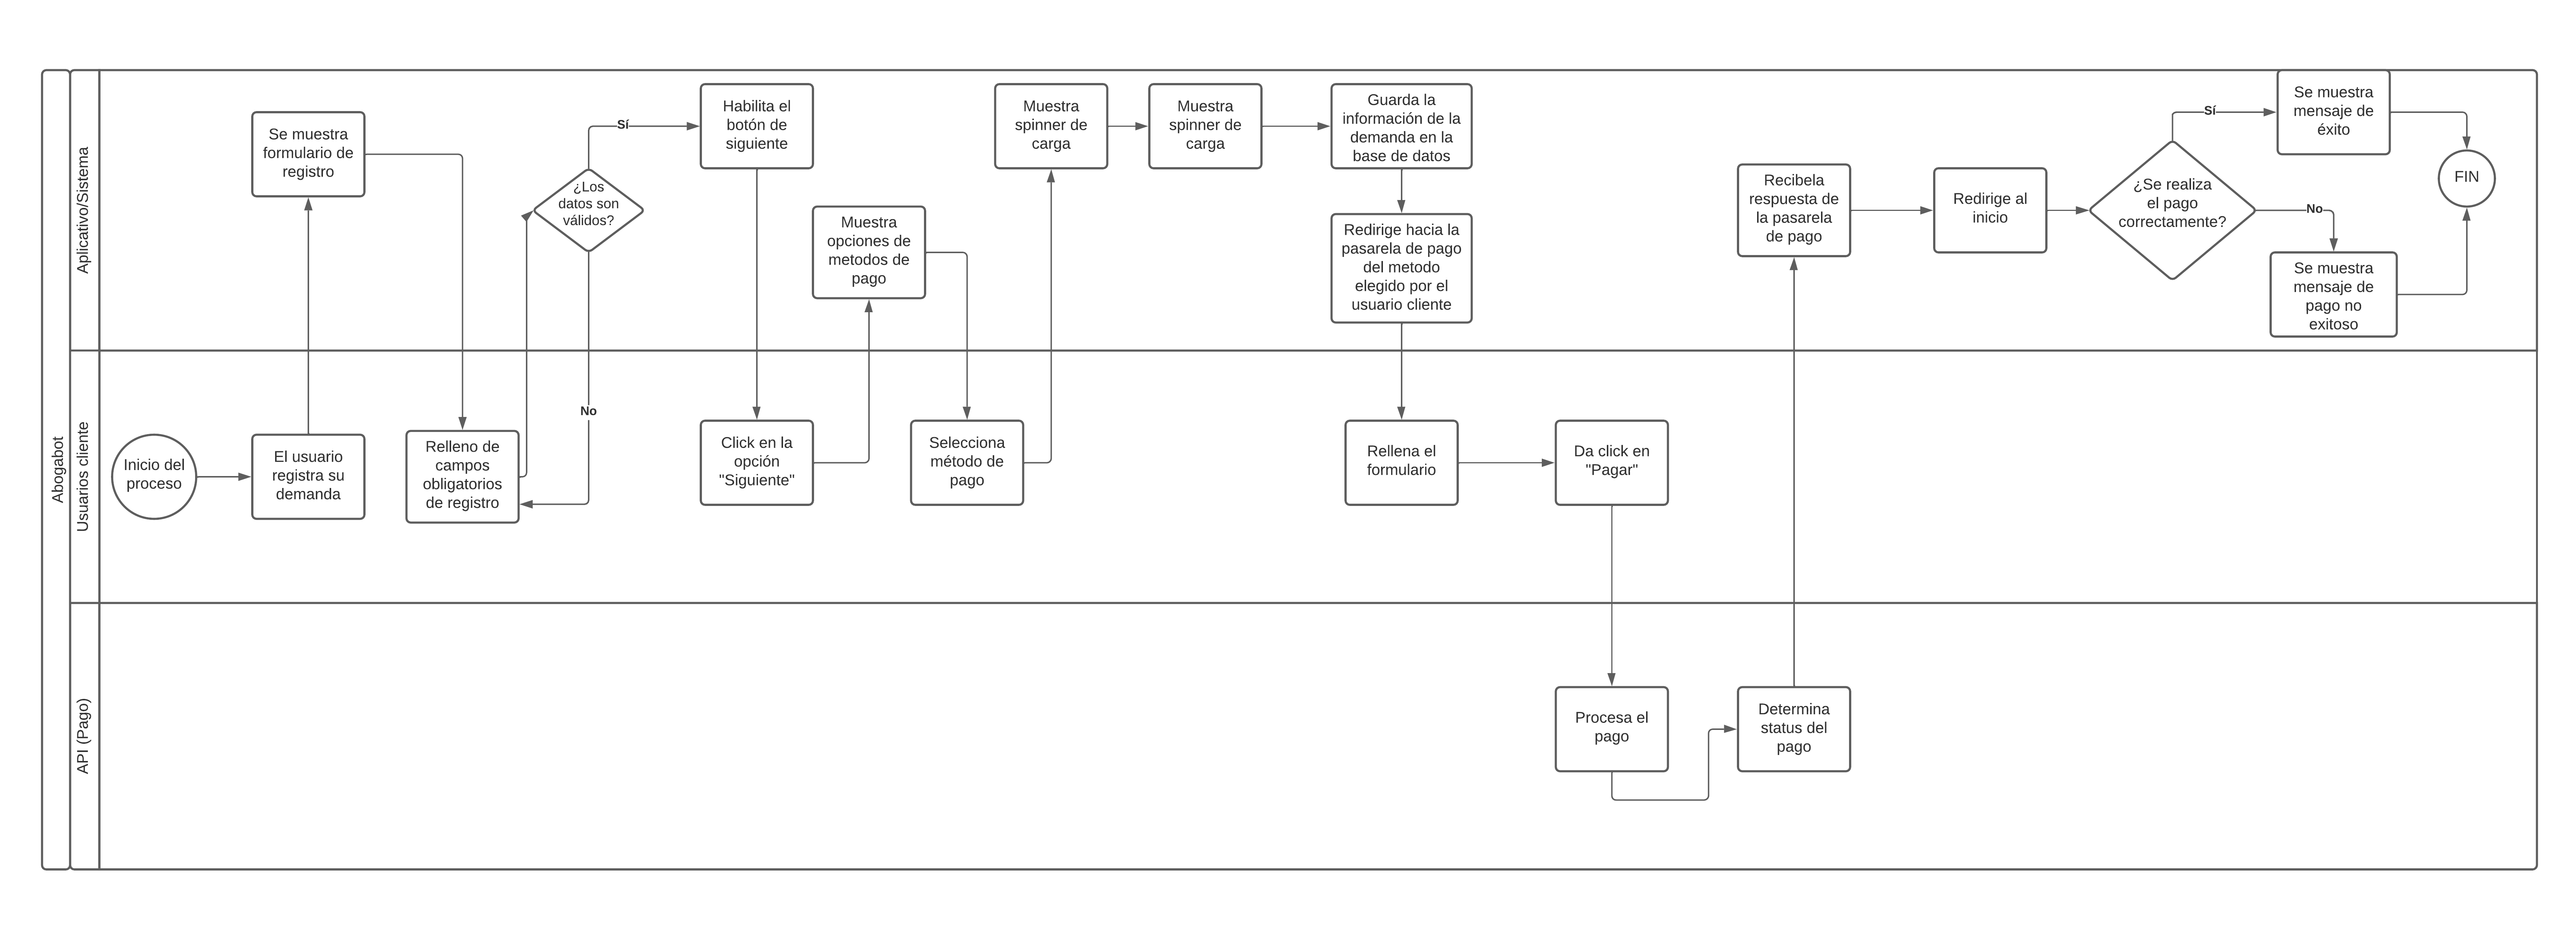 Abogabot
Aplicativo/Sistema
Se muestra
formulario de
registro
¿Los
datos son
válidos?
Sí
No
Habilita el
botón de
siguiente
Muestra
opciones de
metodos de
pago
Muestra
spinner de
carga
Muestra
spinner de
carga
Guarda la
información de la
demanda en la
base de datos
Redirige hacia la
pasarela de pago
del metodo
elegido por el
usuario cliente
Recibela
respuesta de
la pasarela
de pago
Redirige al
inicio
¿Se realiza
el pago
correctamente?
Sí
No
Se muestra
mensaje de
éxito
Se muestra
mensaje de
pago no
exitoso
FIN
Usuarios cliente
Inicio del
proceso
El usuario
registra su
demanda
Relleno de
campos
obligatorios
de registro
Click en la
opción
"Siguiente"
Selecciona
método de
pago
Rellena el
formulario
Da click en
"Pagar"
API (Pago)
Procesa el
pago
Determina
status del
pago